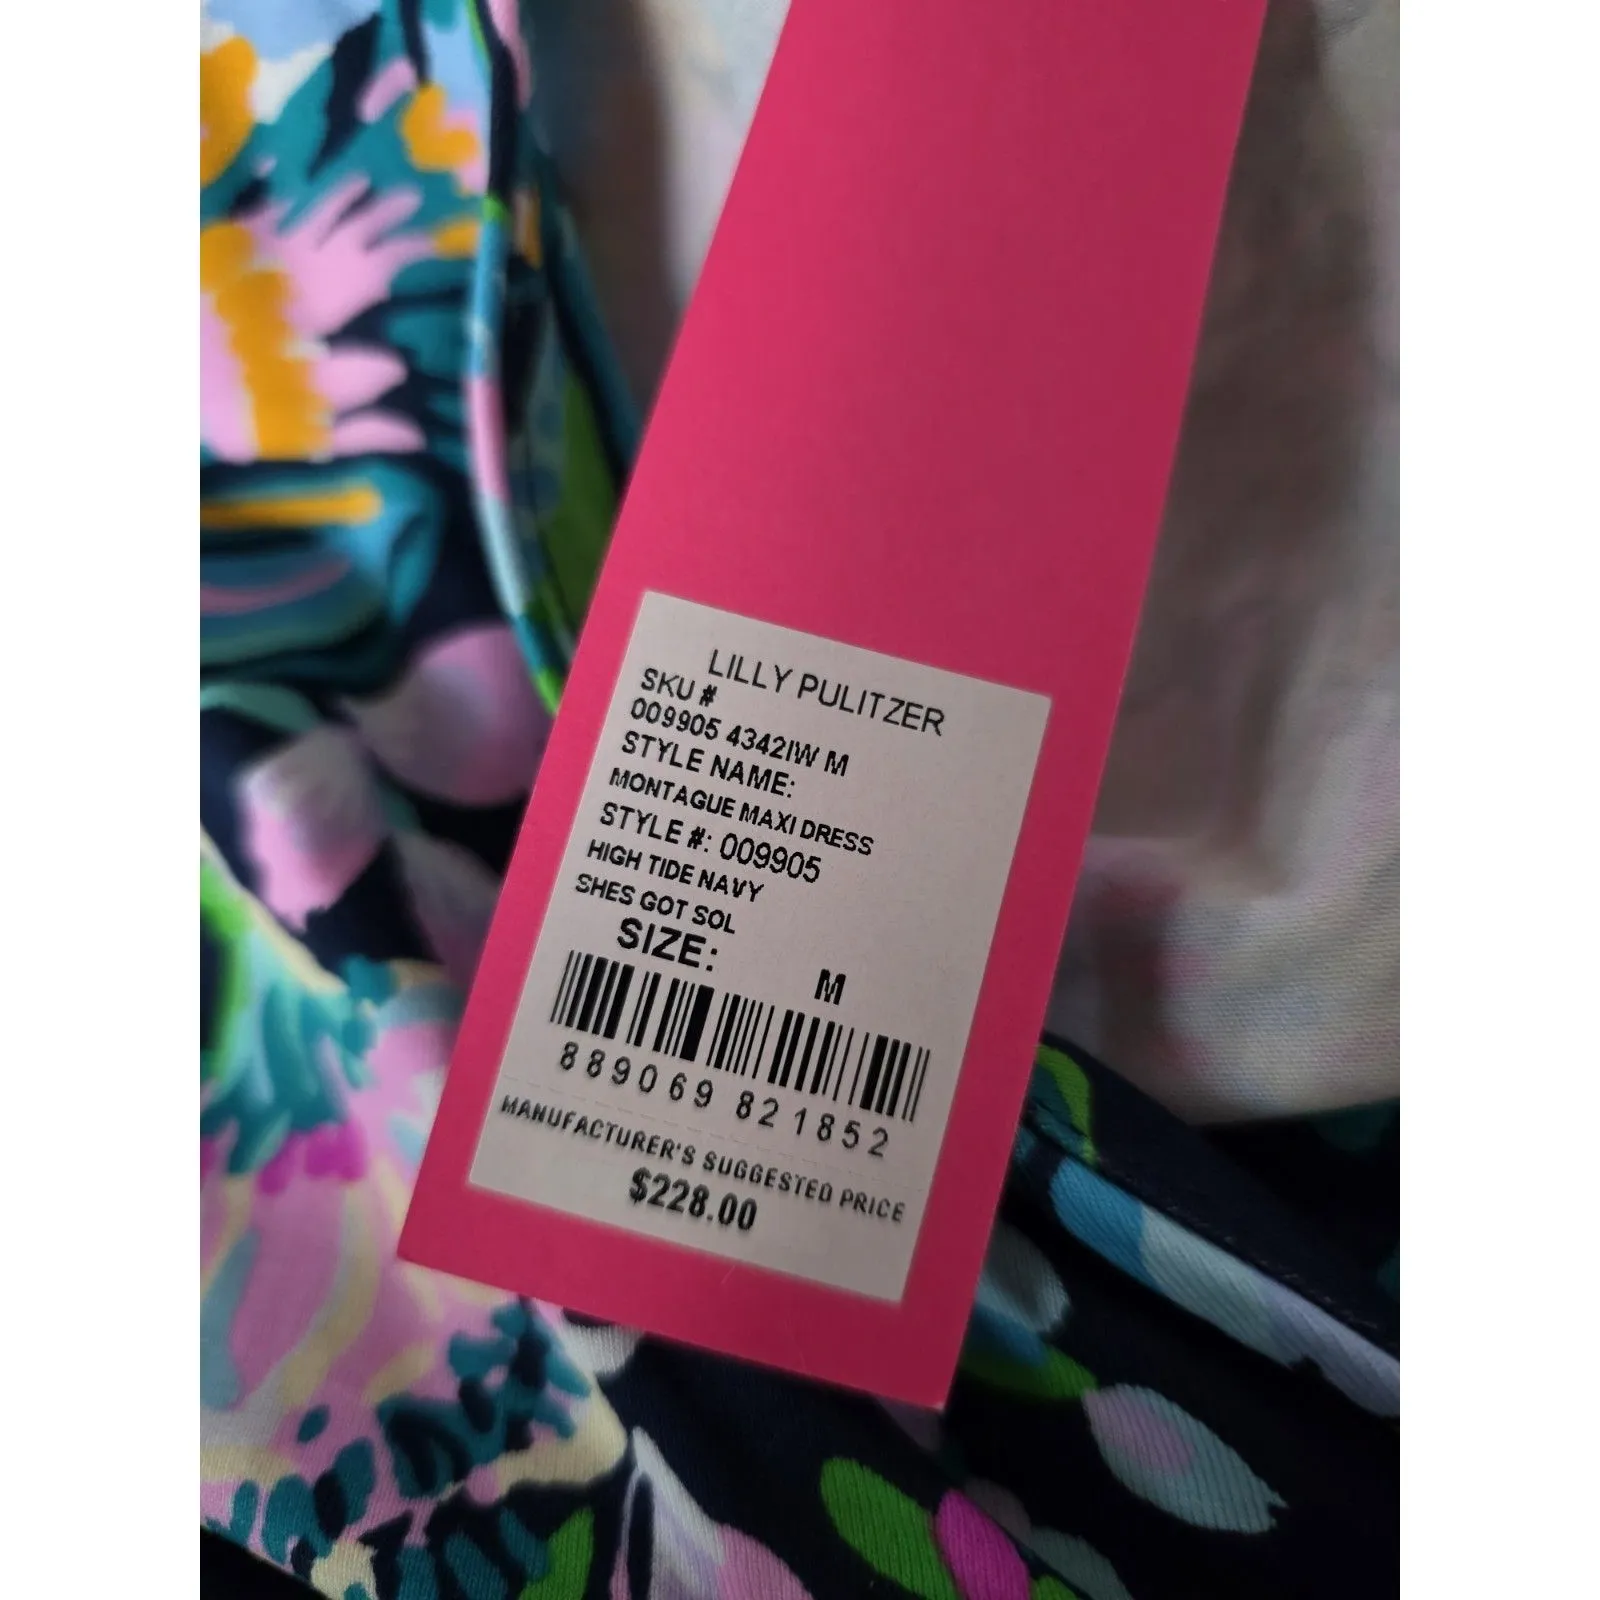 LILLY PULITZER
SKU #
009905 4342IW M
STYLE NAME:
MONTAGUE MAXI DRESS
STYLE #: 009905
HIGH TIDE NAVY
SHES GOT SOL
SIZE: M
889069 821852
MANUFACTURER'S SUGGESTED PRICE
$228.00